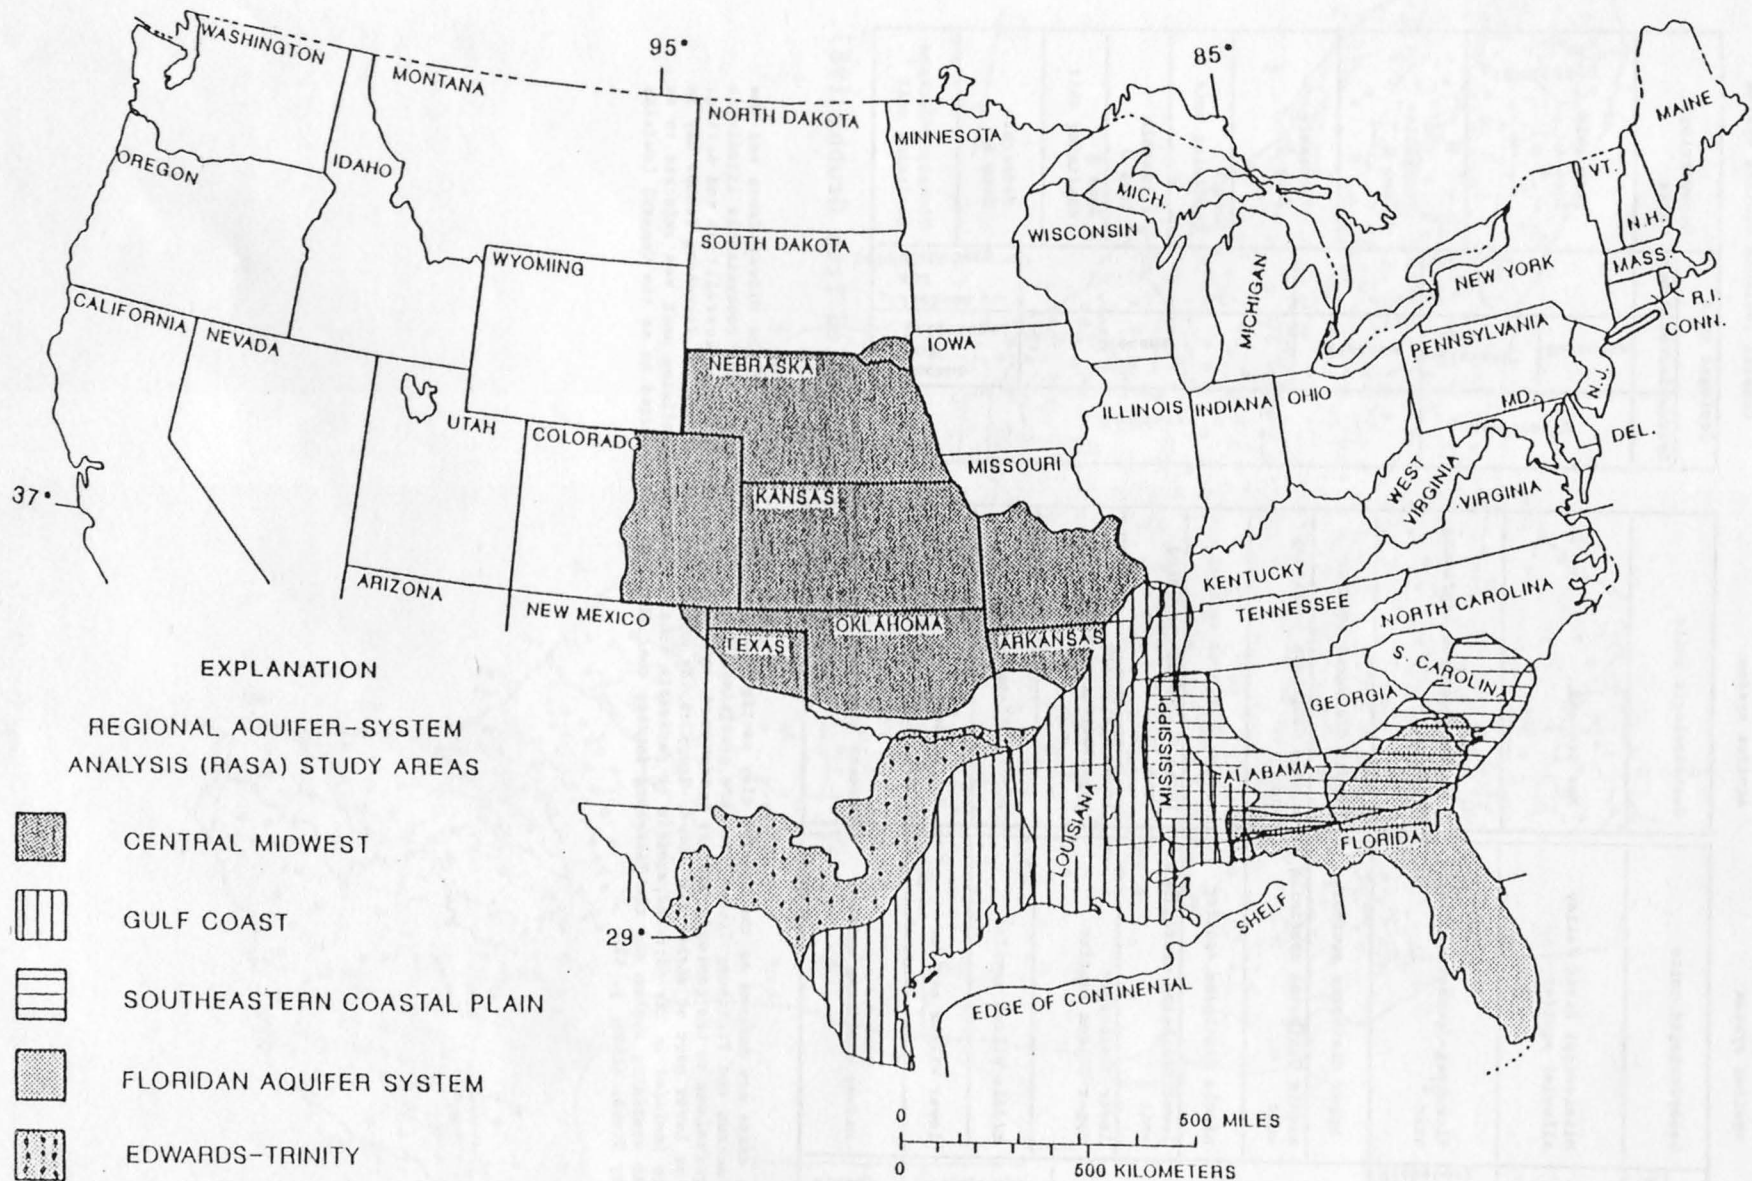 WASHINGTON
MONTANA
95°
85°
NORTH DAKOTA
MINNESOTA
MAINE
OREGON
IDAHO
VT.
MICH.
N.H.
SOUTH DAKOTA
WISCONSIN
WYOMING
MASS.
NEW YORK
MICHIGAN
R.I.
CALIFORNIA
CONN.
NEVADA
IOWA
PENNSYLVANIA
NEBRASKA
N.J.
ILLINOIS
INDIANA
OHIO
MD.
UTAH
COLORADO
DEL.
MISSOURI
WEST
VIRGINIA
VIRGINIA
37°
KANSAS
KENTUCKY
ARIZONA
NEW MEXICO
TENNESSEE
NORTH CAROLINA
OKLAHOMA
TEXAS
ARKANSAS
S. CAROLINA
GEORGIA
MISSISSIPPI
ALABAMA
LOUISIANA
FLORIDA
29°
EDGE OF CONTINENTAL
SHELF
EXPLANATION
REGIONAL AQUIFER-SYSTEM
ANALYSIS (RASA) STUDY AREAS
CENTRAL MIDWEST
GULF COAST
SOUTHEASTERN COASTAL PLAIN
FLORIDAN AQUIFER SYSTEM
EDWARDS-TRINITY
0 500 MILES
0 500 KILOMETERS